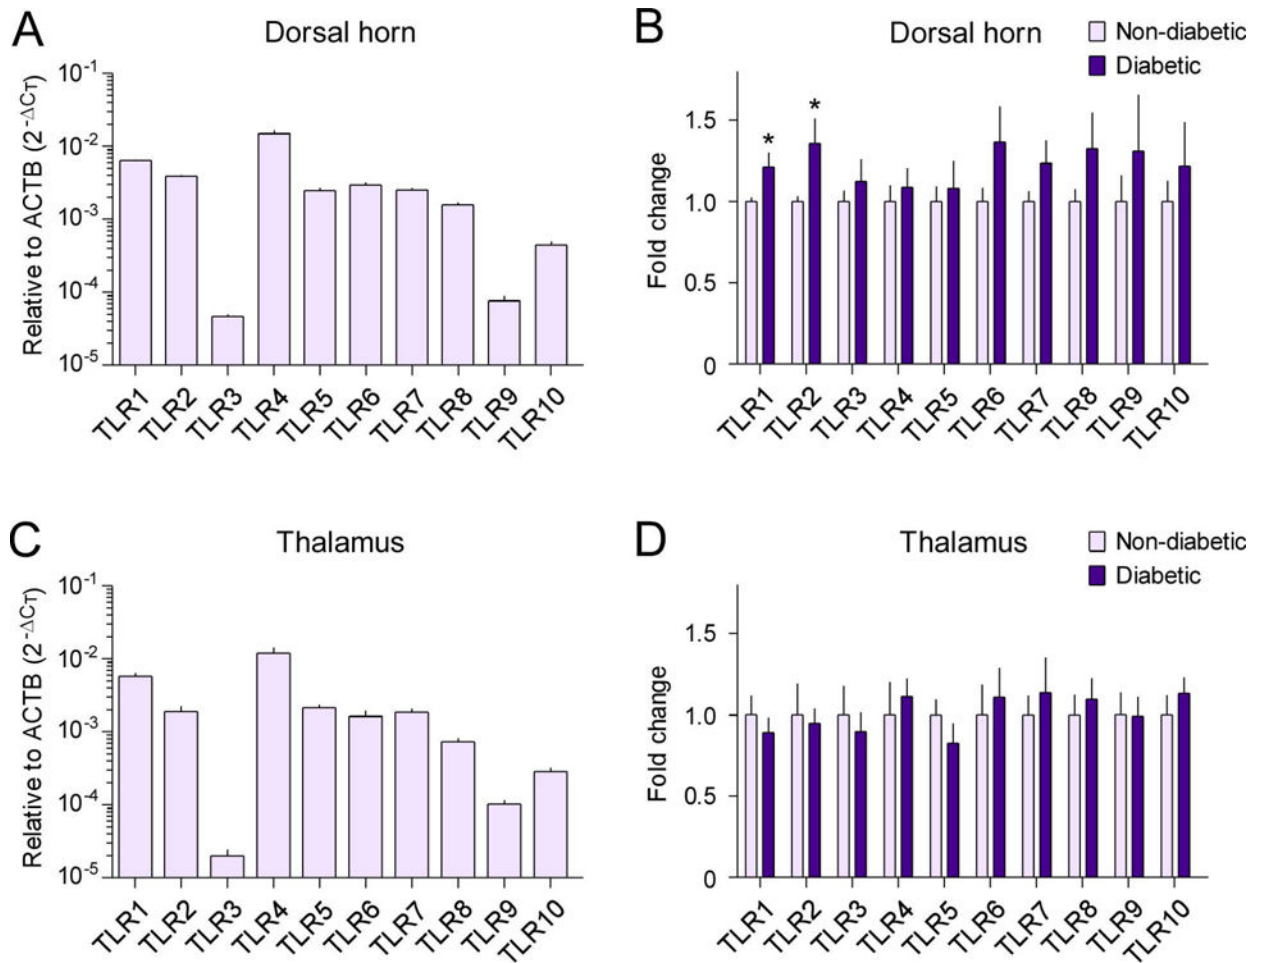 A
Dorsal horn
Relative to ACTB (2^-ΔCT)
10^-1
10^-2
10^-3
10^-4
10^-5
TLR1 TLR2 TLR3 TLR4 TLR5 TLR6 TLR7 TLR8 TLR9 TLR10
B
Dorsal horn
Non-diabetic
Diabetic
Fold change
1.5
1.0
0.5
0
* *
TLR1 TLR2 TLR3 TLR4 TLR5 TLR6 TLR7 TLR8 TLR9 TLR10
C
Thalamus
Relative to ACTB (2^-ΔCT)
10^-1
10^-2
10^-3
10^-4
10^-5
TLR1 TLR2 TLR3 TLR4 TLR5 TLR6 TLR7 TLR8 TLR9 TLR10
D
Thalamus
Non-diabetic
Diabetic
Fold change
1.5
1.0
0.5
0
TLR1 TLR2 TLR3 TLR4 TLR5 TLR6 TLR7 TLR8 TLR9 TLR10